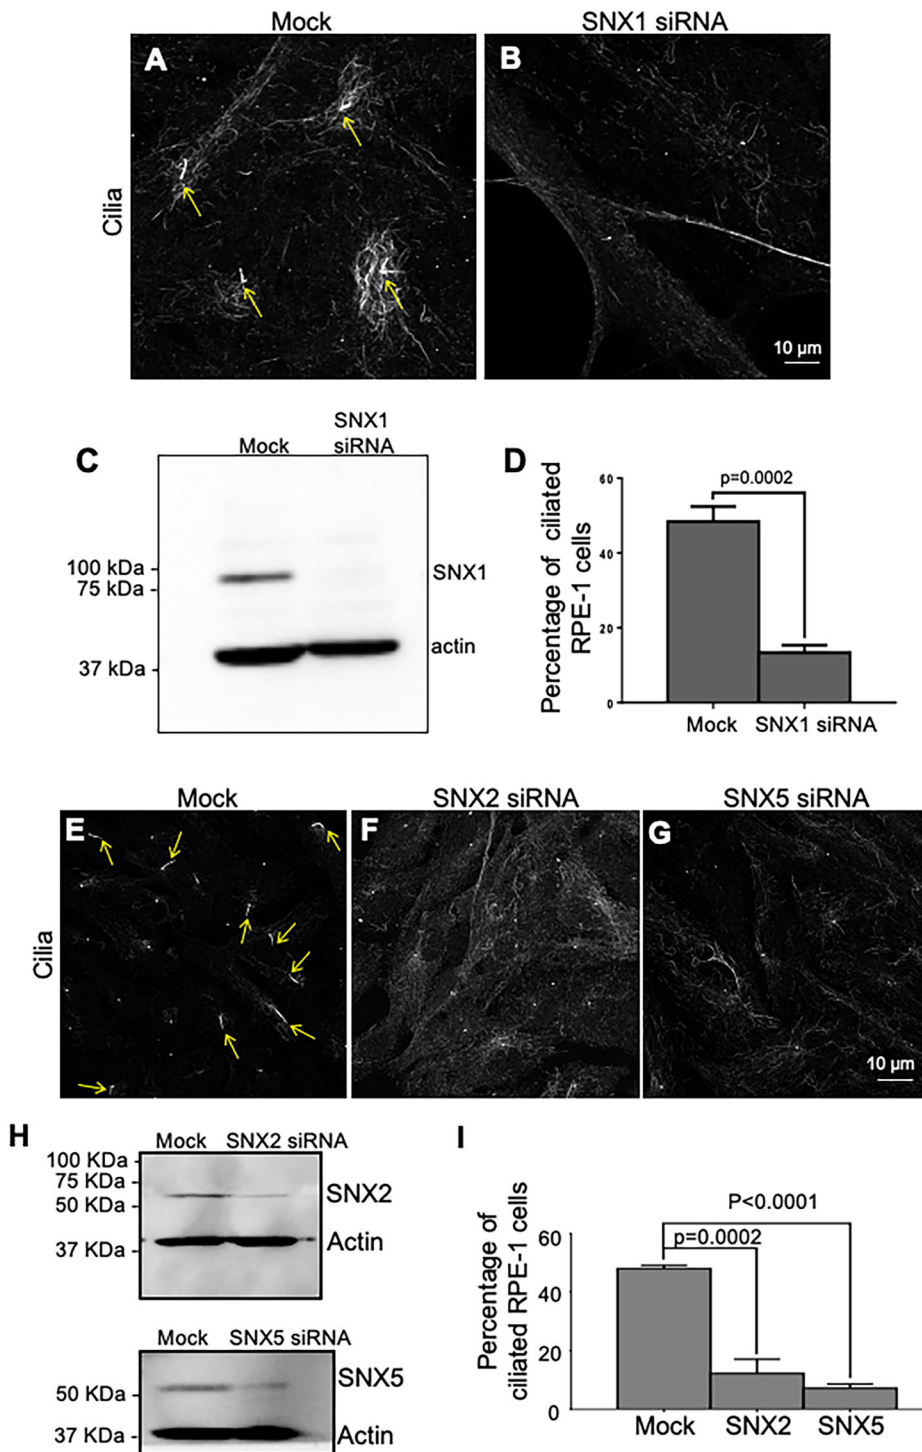 Mock
SNX1 siRNA
A
B
Cilia
10 µm
C
Mock
SNX1
siRNA
100 kDa
75 kDa
37 kDa
SNX1
actin
D
Percentage of ciliated
RPE-1 cells
p=0.0002
60
40
20
0
Mock
SNX1 siRNA
Mock
SNX2 siRNA
SNX5 siRNA
E
F
G
Cilia
10 µm
H
Mock
SNX2 siRNA
100 KDa
75 KDa
50 KDa
37 KDa
SNX2
Actin
Mock
SNX5 siRNA
50 KDa
37 KDa
SNX5
Actin
I
Percentage of
ciliated RPE-1 cells
P<0.0001
p=0.0002
60
40
20
0
Mock
SNX2
SNX5